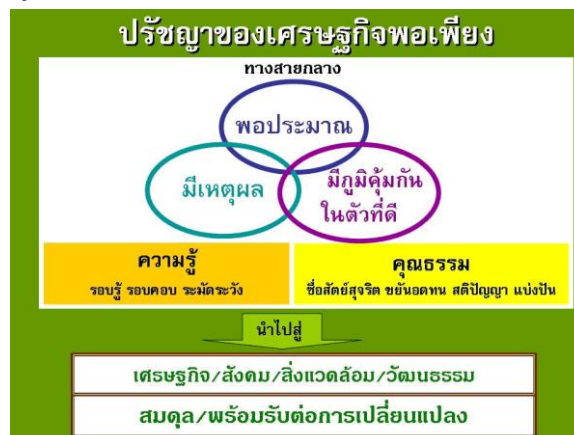 ปรัชญาของเศรษฐกิจพอเพียง
ทางสายกลาง
พอประมาณ
มีเหตุผล
มีภูมิคุ้มกัน
ในตัวที่ดี
ความรู้
รอบรู้ รอบคอบ ระมัดระวัง
คุณธรรม
ซื่อสัตย์สุจริต ขยันอดทน สติปัญญา แบ่งปัน
นำไปสู่
เศรษฐกิจ/สังคม/สิ่งแวดล้อม/วัฒนธรรม
สมดุล/พร้อมรับต่อการเปลี่ยนแปลง